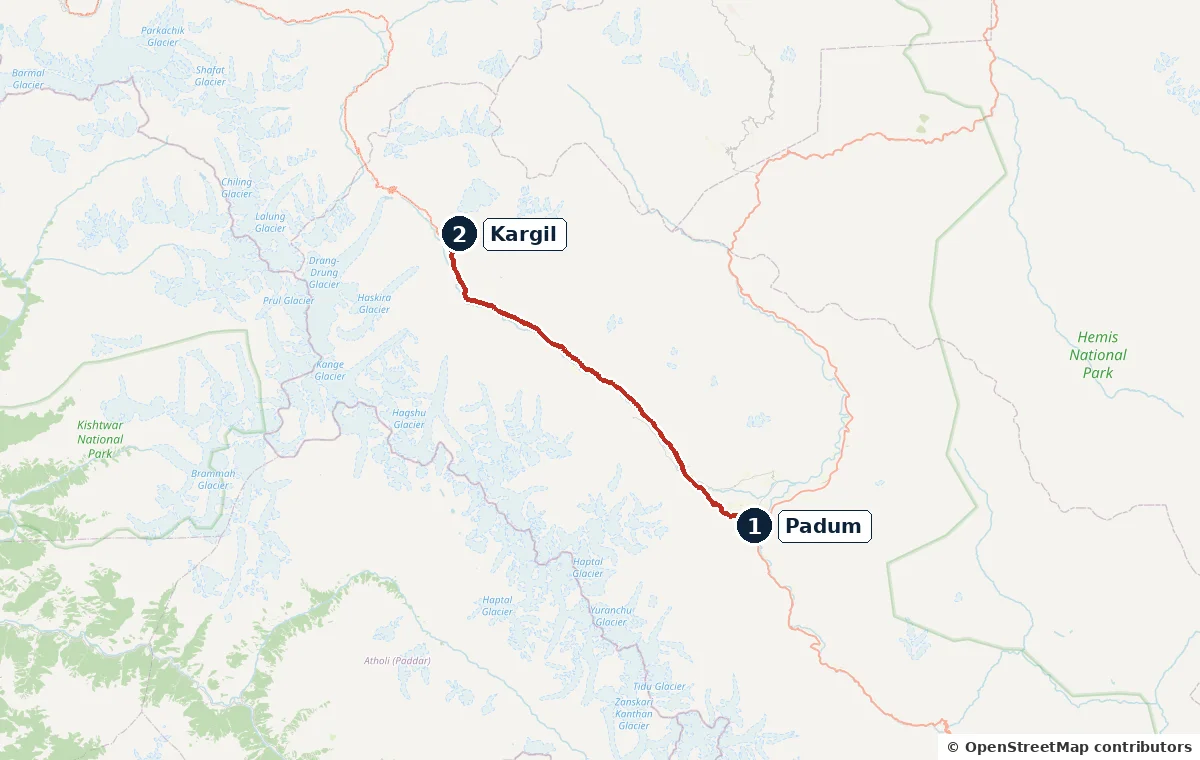 Parkachik
Glacier
Barmal
Glacier
Shafat
Glacier
Chiling
Glacier
Lalung
Glacier
2
Kargil
Drang-
Drung
Glacier
Prul Glacier
Haskira
Glacier
Hemis
National
Park
Kange
Glacier
Hagshu
Glacier
Kishtwar
National
Park
Brammah
Glacier
1
Padum
Haptal
Glacier
Haptal
Glacier
Yuranchu
Glacier
Atholi (Paddar)
Tidu Glacier
Zanskar
Kanthan
Glacier
© OpenStreetMap contributors